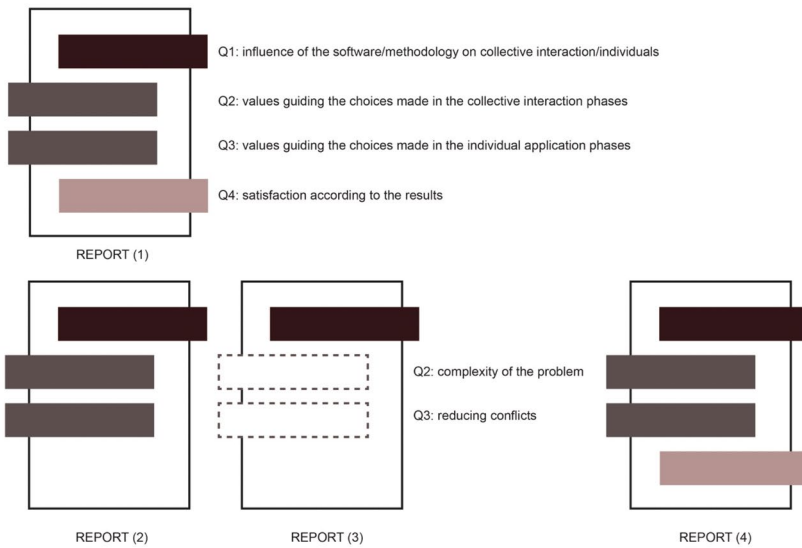 Q1: influence of the software/methodology on collective interaction/individuals
Q2: values guiding the choices made in the collective interaction phases
Q3: values guiding the choices made in the individual application phases
Q4: satisfaction according to the results
REPORT (1)
Q2: complexity of the problem
Q3: reducing conflicts
REPORT (2)
REPORT (3)
REPORT (4)